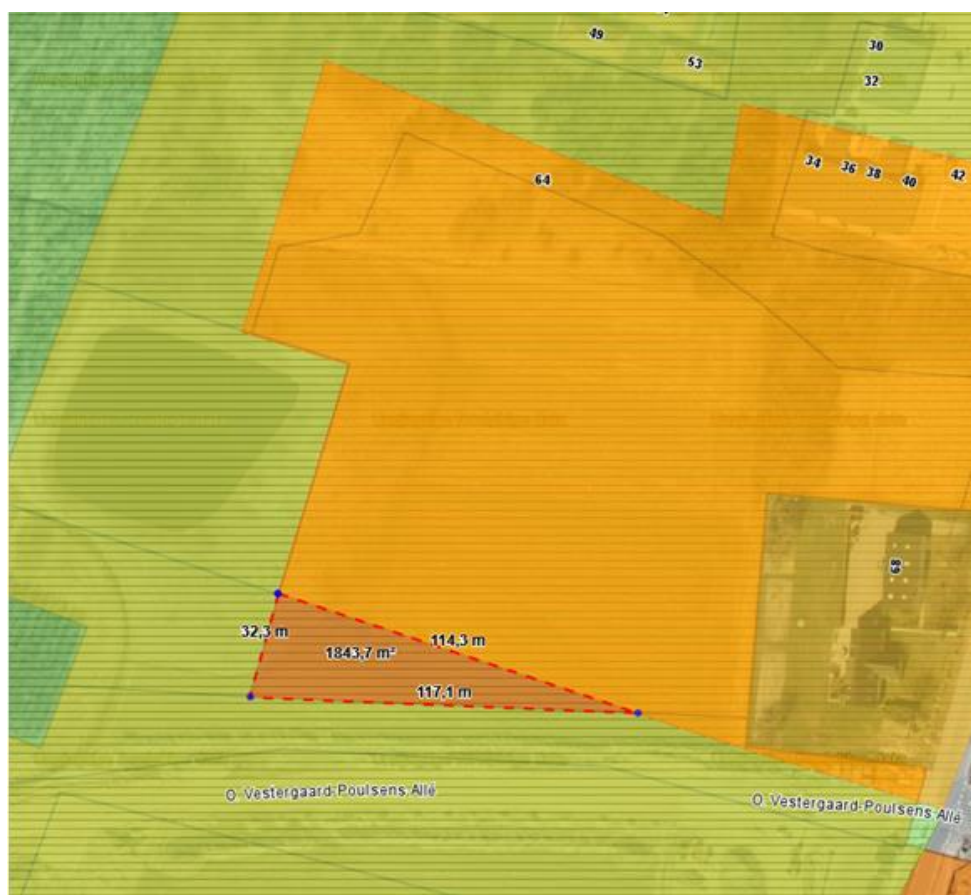 49
53
30
32
34
36
38
40
42
64
68
32,3 m
114,3 m
1843,7 m²
117,1 m
O. Vestergaard-Poulsens Allé
O. Vestergaard-Poulsens Allé